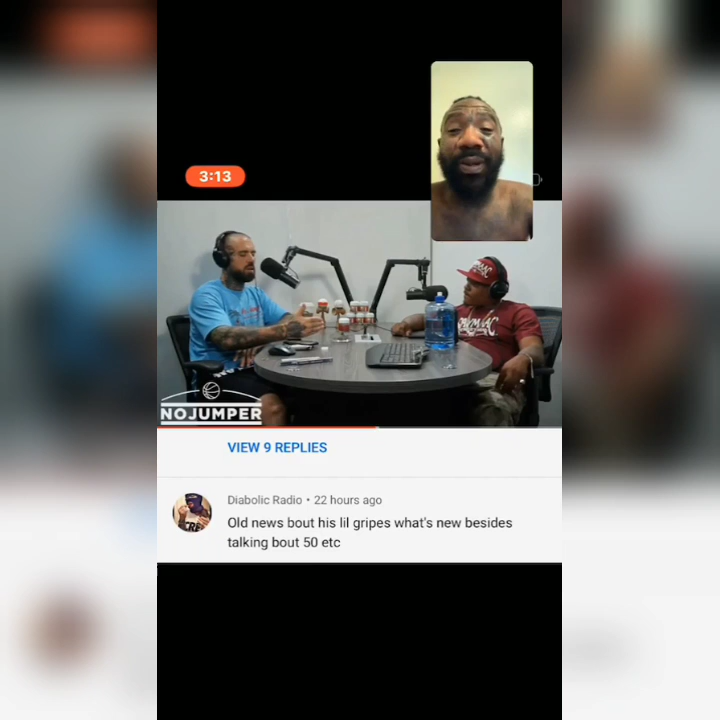 3:13
NOJUMPER
VIEW 9 REPLIES
Diabolic Radio • 22 hours ago
Old news bout his lil gripes what's new besides
talking bout 50 etc